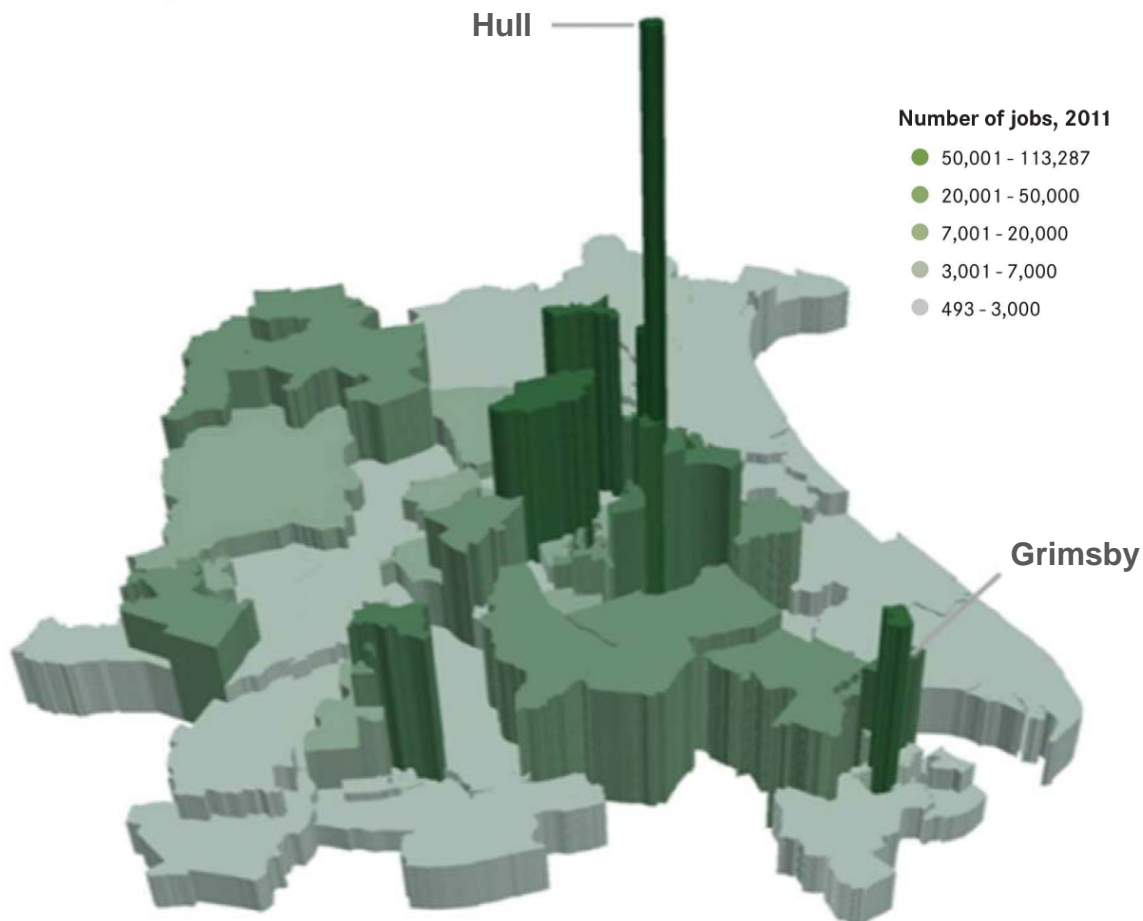 Hull
Number of jobs, 2011
50,001 - 113,287
20,001 - 50,000
7,001 - 20,000
3,001 - 7,000
493 - 3,000
Grimsby